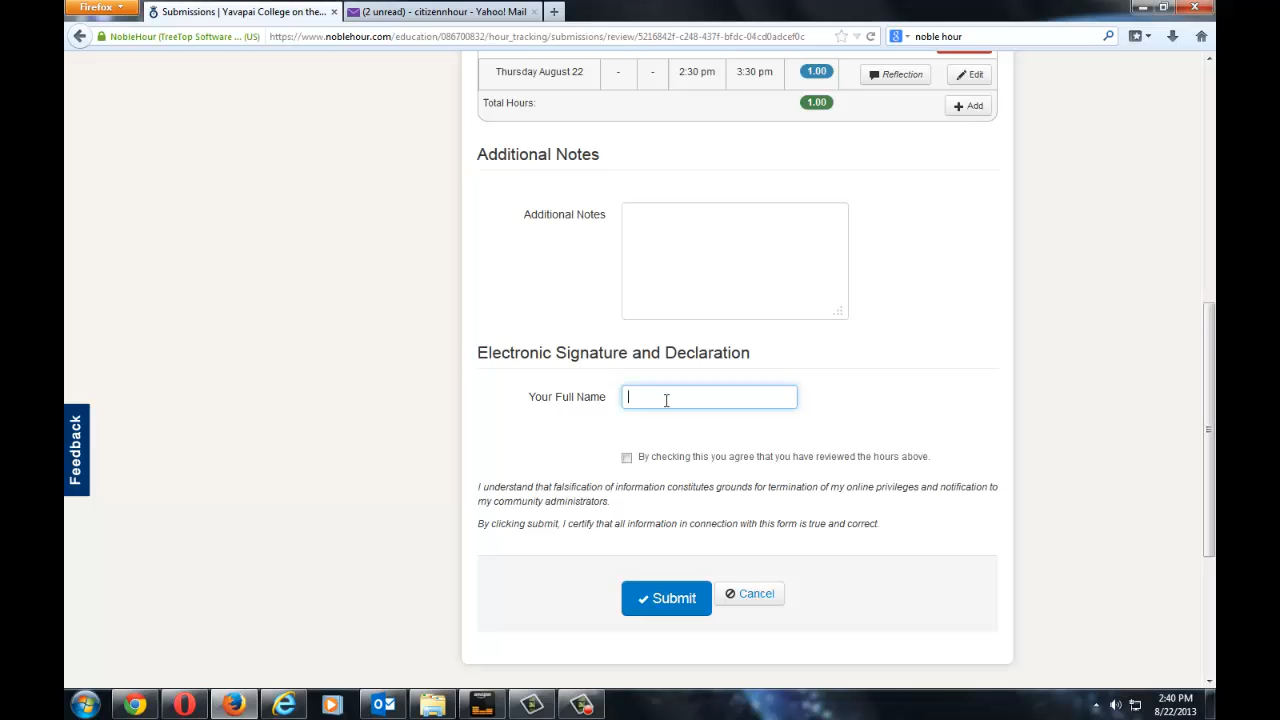 Firefox
Submissions | Yavapai College on the...
(2 unread) - citizennhour - Yahoo! Mail
NobleHour (TreeTop Software ... (US)
https://www.noblehour.com/education/086700832/hour_tracking/submissions/review/5216842f-c248-437f-bfdc-04cd0adcef0c
noble hour
Thursday August 22 - - 2:30 pm 3:30 pm 1.00 Reflection Edit
Total Hours: 1.00 Add
Additional Notes
Additional Notes
Electronic Signature and Declaration
Your Full Name
By checking this you agree that you have reviewed the hours above.
I understand that falsification of information constitutes grounds for termination of my online privileges and notification to
my community administrators.
By clicking submit, I certify that all information in connection with this form is true and correct.
Submit Cancel
Feedback
2:40 PM
8/22/2013